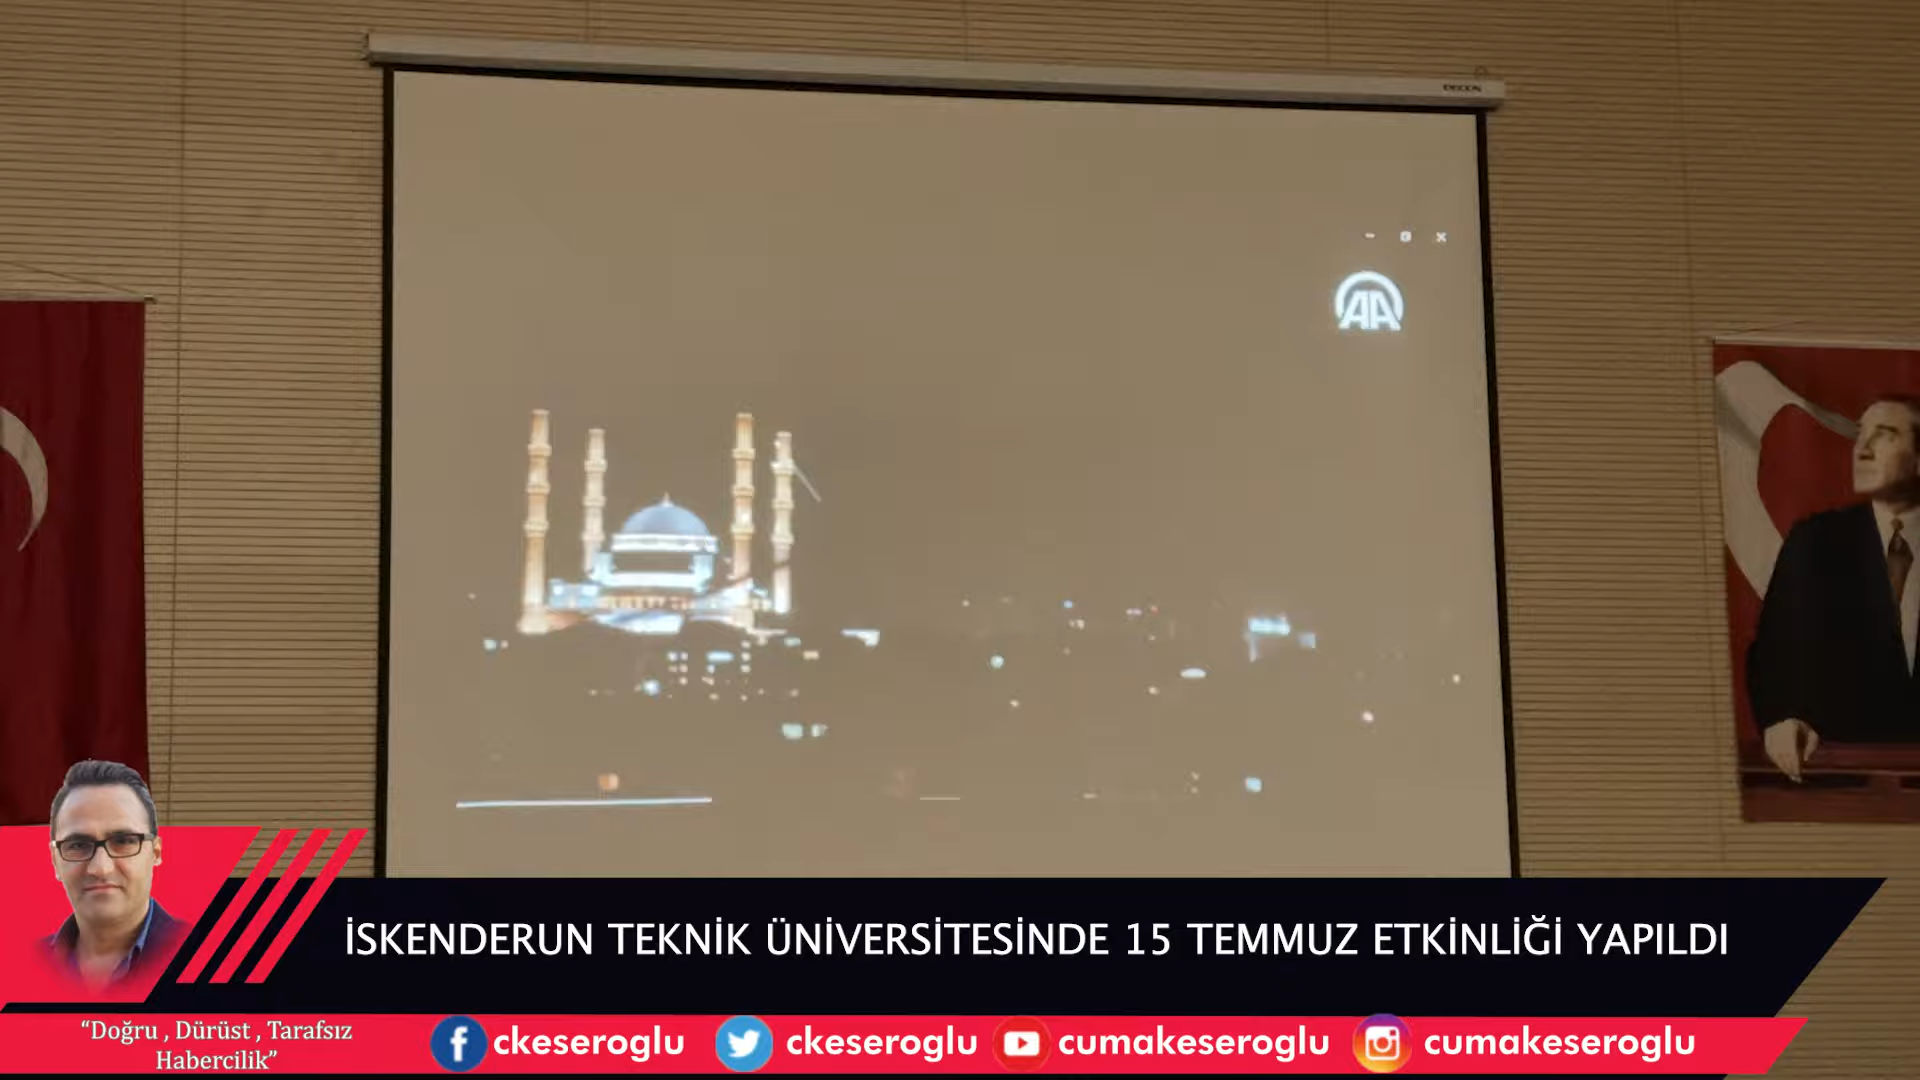 AA
İSKENDERUN TEKNİK ÜNİVERSİTESİNDE 15 TEMMUZ ETKİNLİĞİ YAPILDI
“Doğru , Dürüst , Tarafsız
Habercilik”
ckeseroglu
ckeseroglu
cumakeseroglu
cumakeseroglu